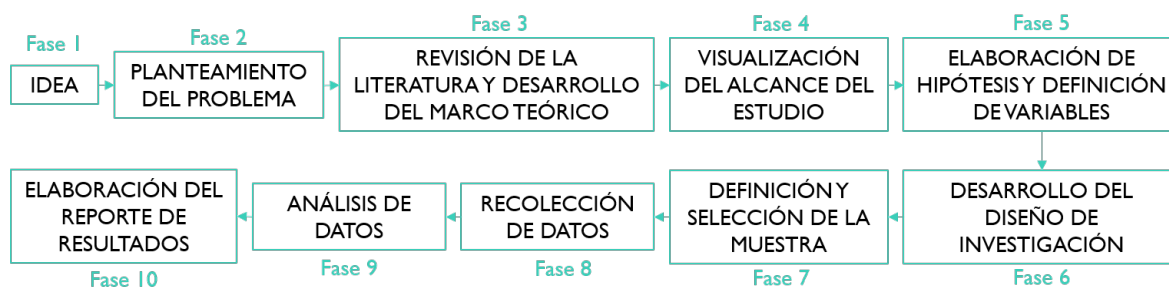 Fase 1
IDEA
Fase 2
PLANTEAMIENTO
DEL PROBLEMA
Fase 3
REVISIÓN DE LA
LITERATURA Y DESARROLLO
DEL MARCO TEÓRICO
Fase 4
VISUALIZACIÓN
DEL ALCANCE DEL
ESTUDIO
Fase 5
ELABORACIÓN DE
HIPÓTESIS Y DEFINICIÓN
DE VARIABLES
DESARROLLO DEL
DISEÑO DE
INVESTIGACIÓN
Fase 6
DEFINICIÓN Y
SELECCIÓN DE LA
MUESTRA
Fase 7
RECOLECCIÓN
DE DATOS
Fase 8
ANÁLISIS DE
DATOS
Fase 9
ELABORACIÓN DEL
REPORTE DE
RESULTADOS
Fase 10